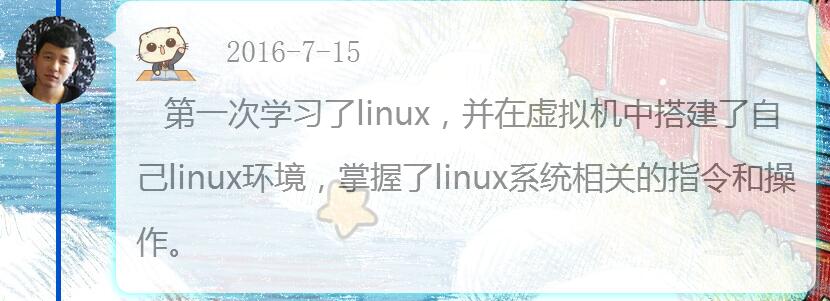 2016-7-15
第一次学习了linux，并在虚拟机中搭建了自
己linux环境，掌握了linux系统相关的指令和操
作。